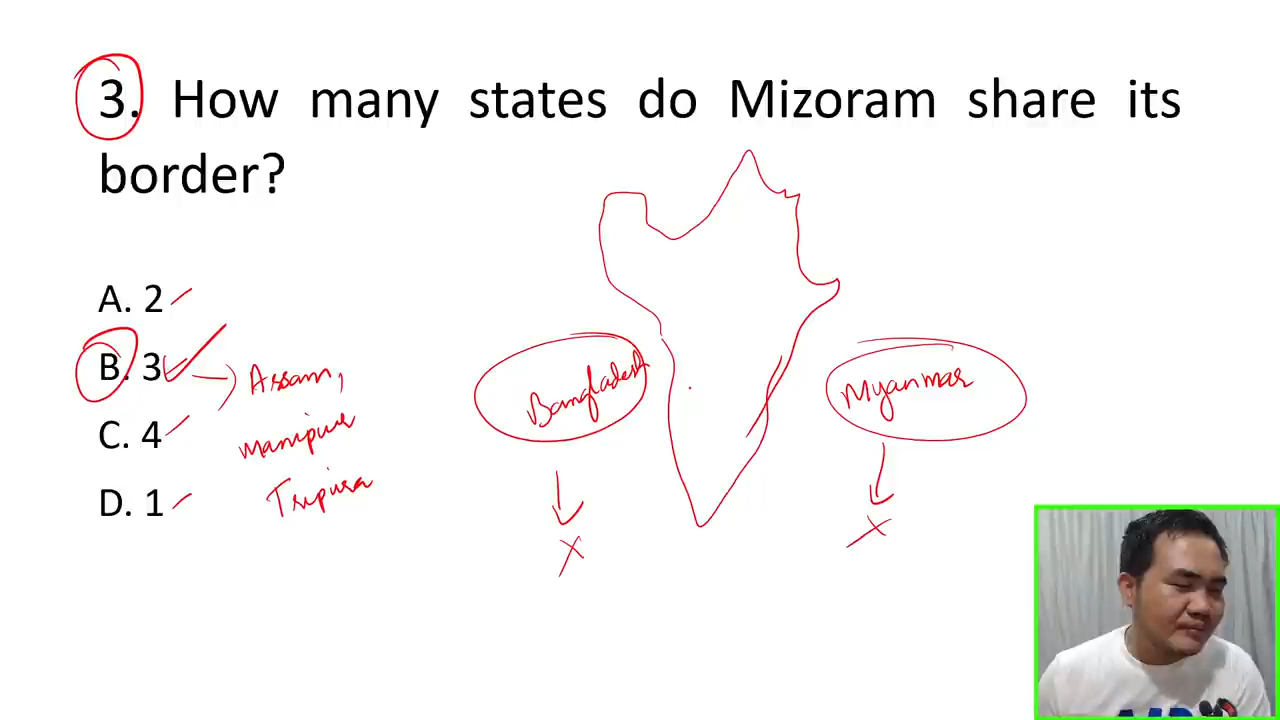 3. How many states do Mizoram share its
border?
A. 2
B. 3
C. 4
D. 1
Assam,
Manipur
Tripura
Bangladesh
Myanmar
X
X